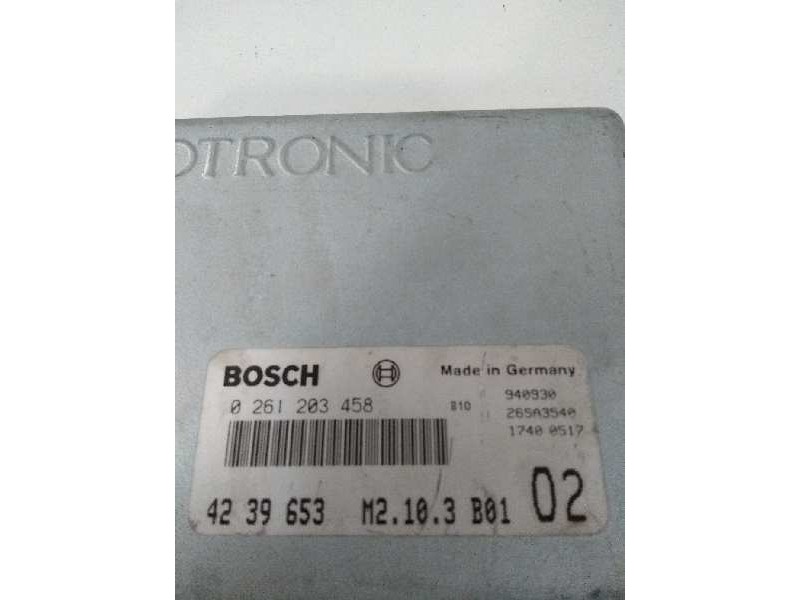 OTRONIC
BOSCH Made in Germany
0 261 203 458 B10 940930
265A3540
1740 0517
42 39 653 M2.10.3 B01 02